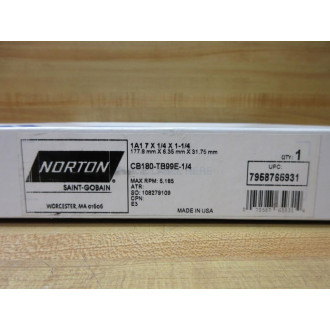 NORTON
SAINT-GOBAIN
WORCESTER, MA 01606
1A1 7 X 1/4 X 1-1/4
177.8 mm X 6.35 mm X 31.75 mm
CB180-TB99E-1/4
MAX RPM: 5,185
ATR:
SO: 108279109
CPN:
E3
MADE IN USA
QTY: 1
UPC:
7958766931